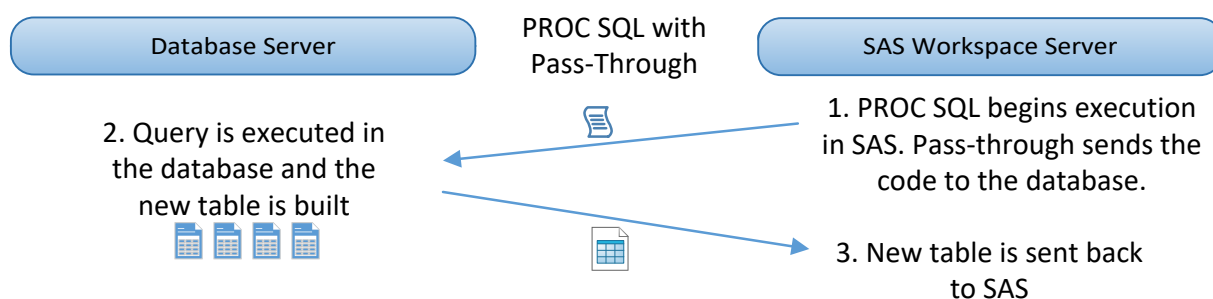 Database Server
PROC SQL with
Pass-Through
SAS Workspace Server
1. PROC SQL begins execution
in SAS. Pass-through sends the
code to the database.
2. Query is executed in
the database and the
new table is built
3. New table is sent back
to SAS